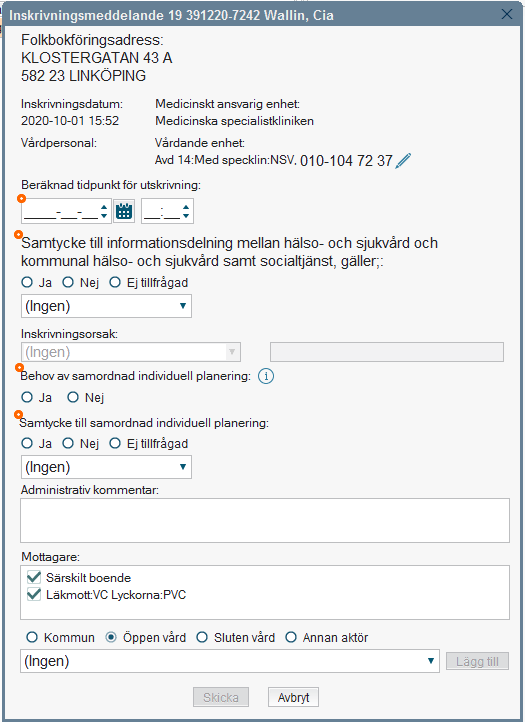 Inskrivningsmeddelande 19 391220-7242 Wallin, Cia
Folkbokföringsadress:
KLOSTERGATAN 43 A
582 23 LINKÖPING
Inskrivningsdatum: Medicinskt ansvarig enhet:
2020-10-01 15:52 Medicinska specialistkliniken
Vårdpersonal: Vårdande enhet:
Avd 14:Med specklin:NSV. 010-104 72 37
Beräknad tidpunkt för utskrivning:
____-__-__ __:__
Samtycke till informationsdelning mellan hälso- och sjukvård och
kommunal hälso- och sjukvård samt socialtjänst, gäller;:
Ja Nej Ej tillfrågad
(Ingen)
Inskrivningsorsak:
(Ingen)
Behov av samordnad individuell planering:
Ja Nej
Samtycke till samordnad individuell planering:
Ja Nej Ej tillfrågad
(Ingen)
Administrativ kommentar:
Mottagare:
Särskilt boende
Läkmott:VC Lyckorna:PVC
Kommun Öppen vård Sluten vård Annan aktör
(Ingen) Lägg till
Skicka Avbryt